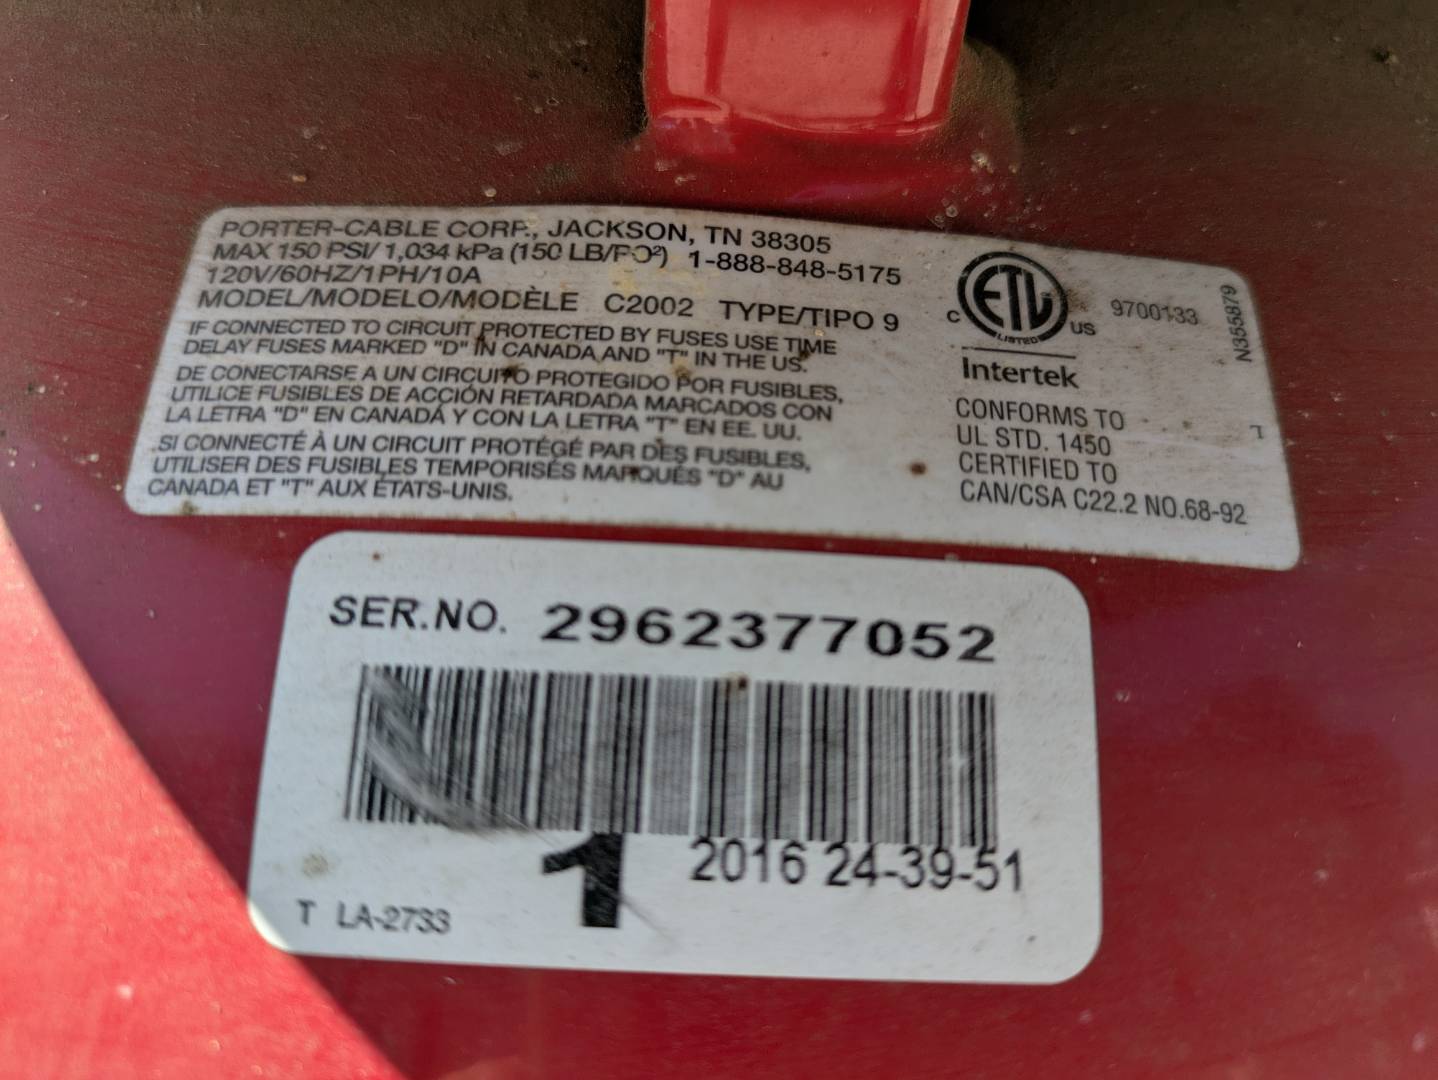 PORTER-CABLE CORP., JACKSON, TN 38305
MAX 150 PSI/ 1,034 kPa (150 LB/PO²) 1-888-848-5175
120V/60HZ/1PH/10A
MODEL/MODELO/MODÈLE C2002 TYPE/TIPO 9
IF CONNECTED TO CIRCUIT PROTECTED BY FUSES USE TIME
DELAY FUSES MARKED "D" IN CANADA AND "T" IN THE US.
DE CONECTARSE A UN CIRCUITO PROTEGIDO POR FUSIBLES,
UTILICE FUSIBLES DE ACCIÓN RETARDADA MARCADOS CON
LA LETRA "D" EN CANADÁ Y CON LA LETRA "T" EN EE. UU.
SI CONNECTÉ À UN CIRCUIT PROTÉGÉ PAR DES FUSIBLES,
UTILISER DES FUSIBLES TEMPORISÉS MARQUÉS "D" AU
CANADA ET "T" AUX ÉTATS-UNIS.
C ETL US
LISTED
9700133
N355879
Intertek
CONFORMS TO
UL STD. 1450
CERTIFIED TO
CAN/CSA C22.2 NO.68-92
L
SER.NO. 2962377052
1 2016 24-39-51
T LA-2733